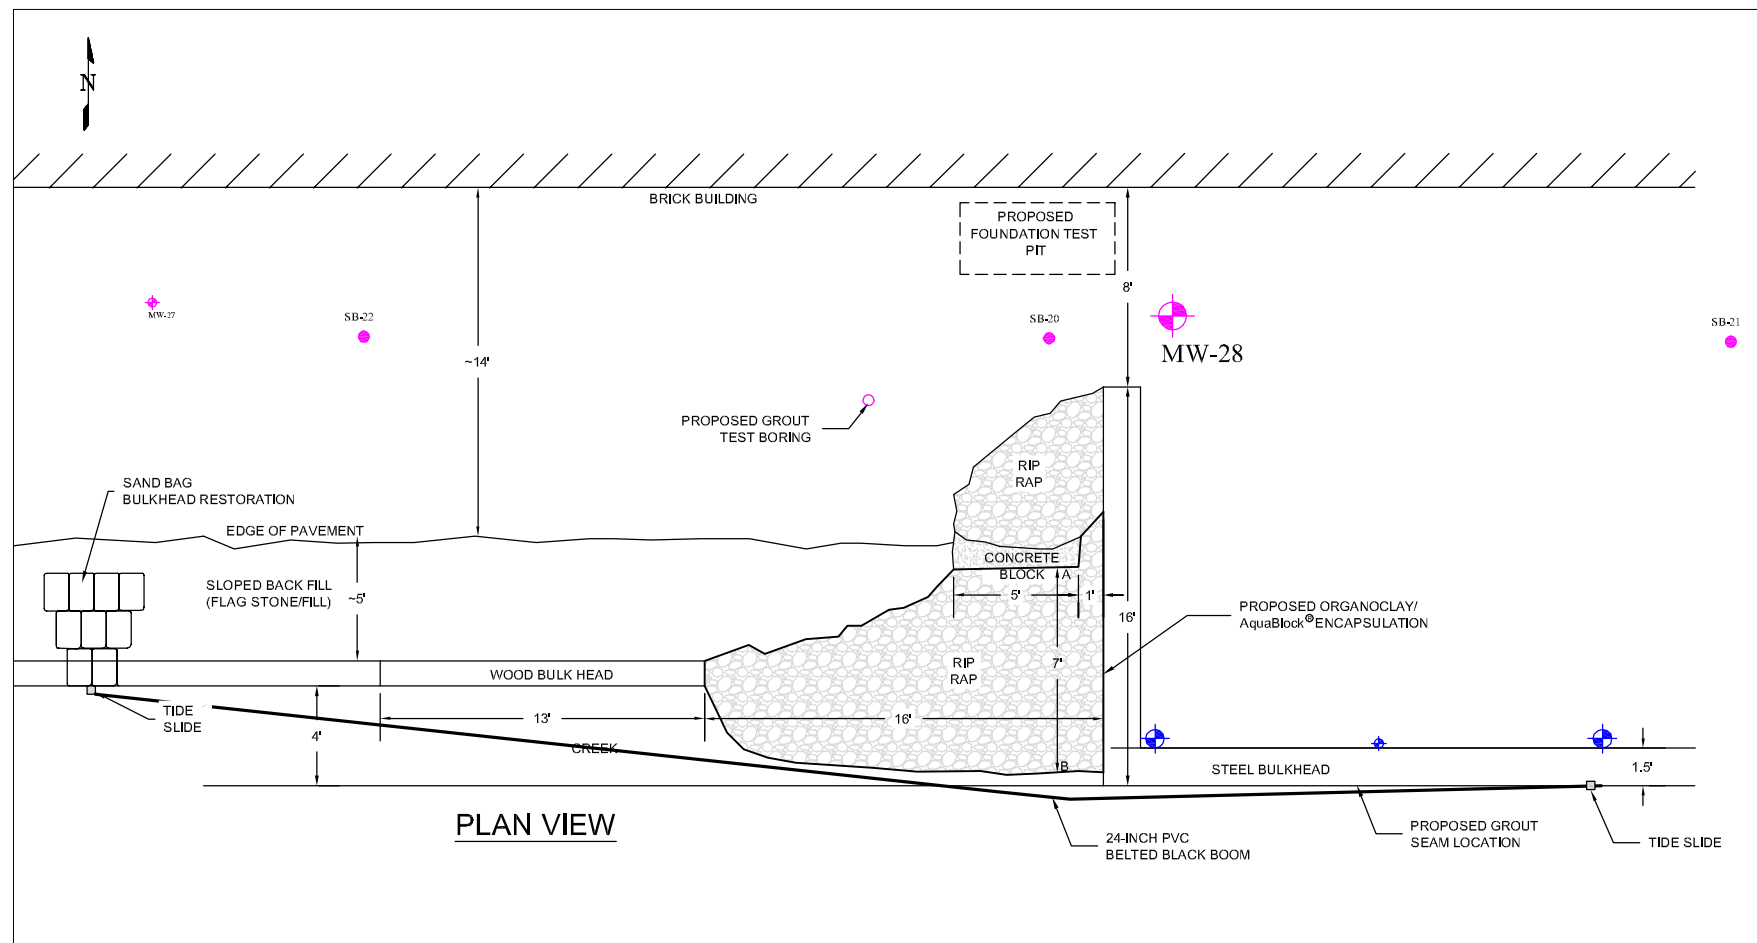 N
BRICK BUILDING
PROPOSED
FOUNDATION TEST
PIT
8'
MW-27
SB-22
SB-20
MW-28
SB-21
~14'
PROPOSED GROUT
TEST BORING
RIP
RAP
SAND BAG
BULKHEAD RESTORATION
EDGE OF PAVEMENT
CONCRETE
BLOCK
A
SLOPED BACK FILL
(FLAG STONE/FILL)
~5'
5'
1'
16'
PROPOSED ORGANOCLAY/
AquaBlock® ENCAPSULATION
WOOD BULK HEAD
RIP
RAP
7'
TIDE
SLIDE
13'
16'
4'
CREEK
B
STEEL BULKHEAD
1.5'
PLAN VIEW
24-INCH PVC
BELTED BLACK BOOM
PROPOSED GROUT
SEAM LOCATION
TIDE SLIDE